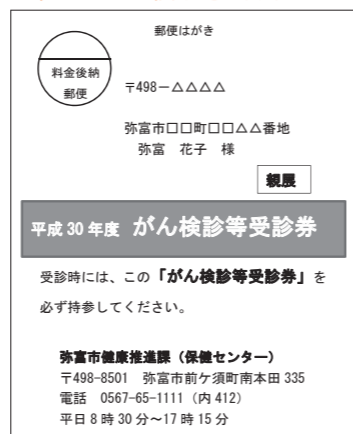 郵便はがき
料金後納
郵便
〒498－△△△△
弥富市□□町□□△△番地
弥富 花子 様
親展
平成30年度 がん検診等受診券
受診時には、この「がん検診等受診券」を
必ず持参してください。
弥富市健康推進課（保健センター）
〒498-8501 弥富市前ケ須町南本田335
電話 0567-65-1111（内412）
平日8時30分～17時15分